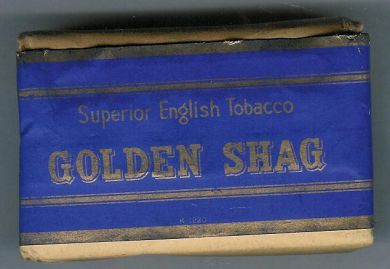 Superior English Tobacco
GOLDEN SHAG